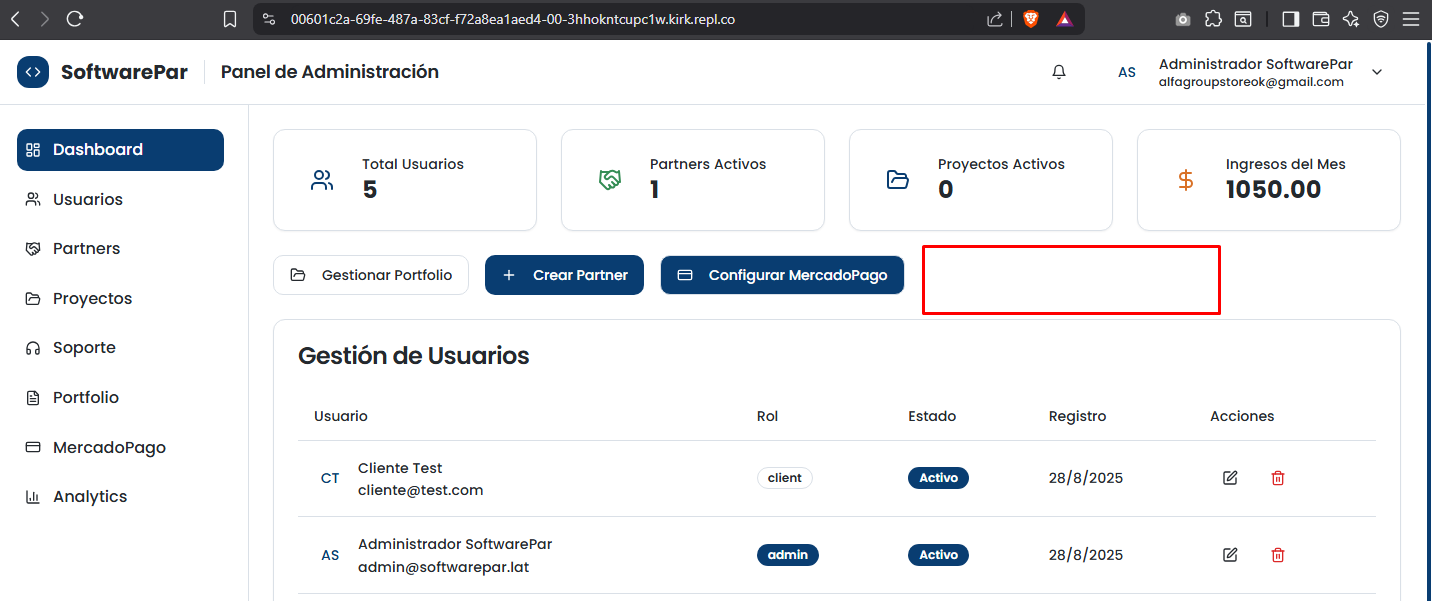 00601c2a-69fe-487a-83cf-f72a8ea1aed4-00-3hhokntcupc1w.kirk.repl.co
SoftwarePar
Panel de Administración
AS
Administrador SoftwarePar
alfagroupstoreok@gmail.com
Dashboard
Usuarios
Partners
Proyectos
Soporte
Portfolio
MercadoPago
Analytics
Total Usuarios
5
Partners Activos
1
Proyectos Activos
0
Ingresos del Mes
1050.00
Gestionar Portfolio
Crear Partner
Configurar MercadoPago
Gestión de Usuarios
Usuario Rol Estado Registro Acciones
CT
Cliente Test
cliente@test.com
client
Activo
28/8/2025
AS
Administrador SoftwarePar
admin@softwarepar.lat
admin
Activo
28/8/2025